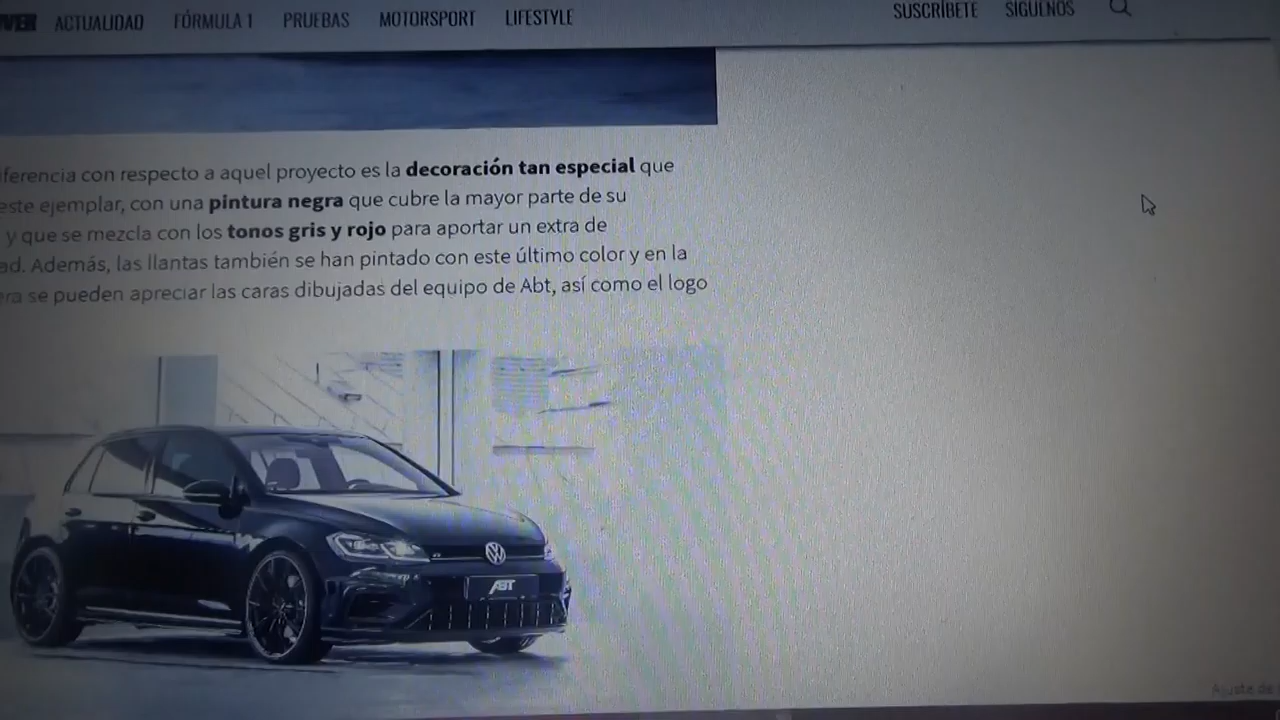 ACTUALIDAD FÓRMULA 1 PRUEBAS MOTORSPORT LIFESTYLE SUSCRÍBETE SÍGUENOS
con respecto a aquel proyecto es la decoración tan especial que
este ejemplar, con una pintura negra que cubre la mayor parte de su
y que se mezcla con los tonos gris y rojo para aportar un extra de
Además, las llantas también se han pintado con este último color y en la
se pueden apreciar las caras dibujadas del equipo de Abt, así como el logo
ABT